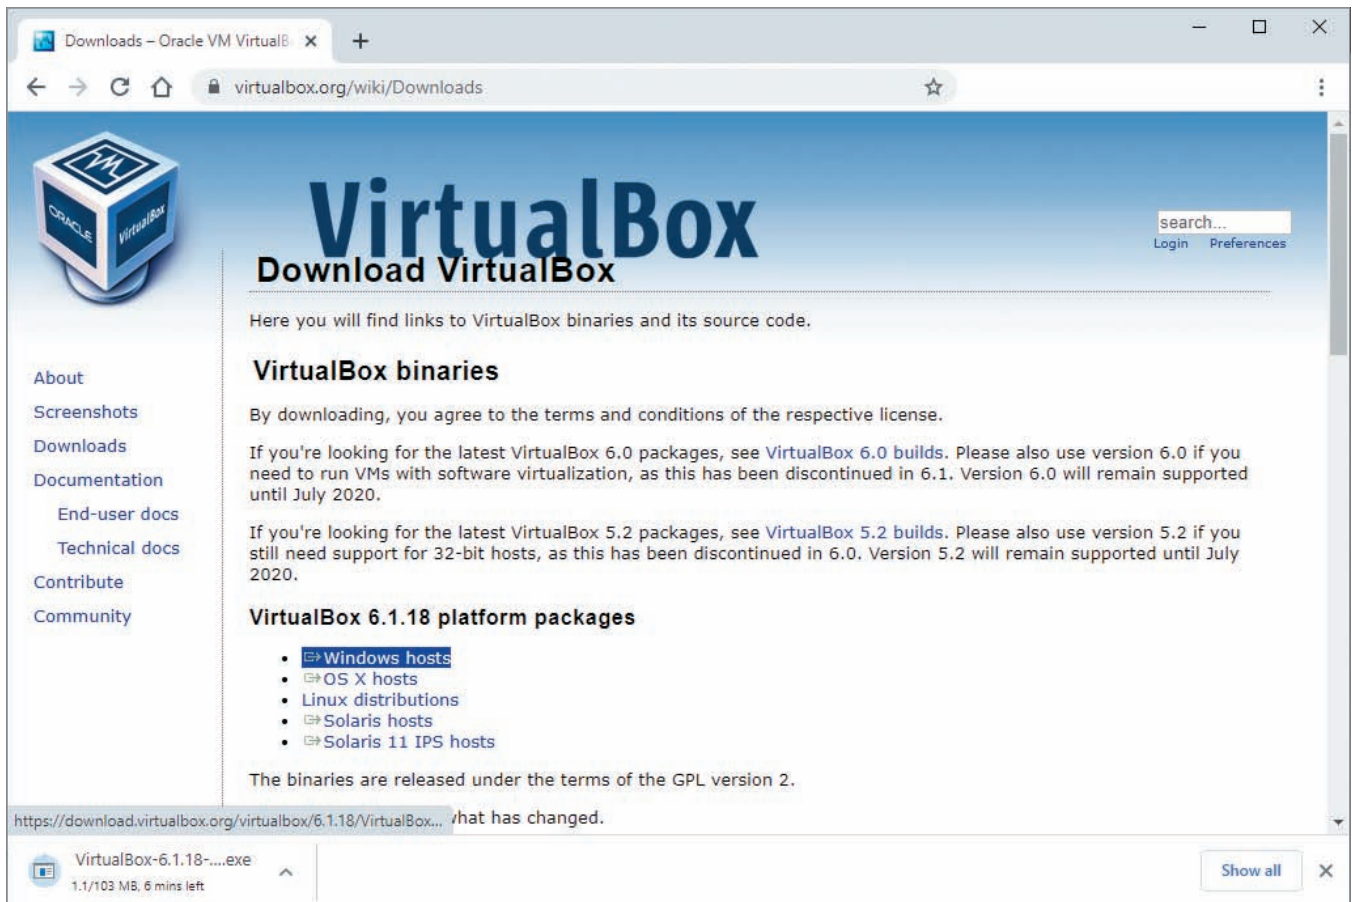 Downloads – Oracle VM VirtualB
virtualbox.org/wiki/Downloads
ORACLE
VirtualBox
VirtualBox
search...
Login Preferences
Download VirtualBox
Here you will find links to VirtualBox binaries and its source code.
About
Screenshots
Downloads
Documentation
End-user docs
Technical docs
Contribute
Community
VirtualBox binaries
By downloading, you agree to the terms and conditions of the respective license.
If you're looking for the latest VirtualBox 6.0 packages, see VirtualBox 6.0 builds. Please also use version 6.0 if you
need to run VMs with software virtualization, as this has been discontinued in 6.1. Version 6.0 will remain supported
until July 2020.
If you're looking for the latest VirtualBox 5.2 packages, see VirtualBox 5.2 builds. Please also use version 5.2 if you
still need support for 32-bit hosts, as this has been discontinued in 6.0. Version 5.2 will remain supported until July
2020.
VirtualBox 6.1.18 platform packages
• Windows hosts
• OS X hosts
• Linux distributions
• Solaris hosts
• Solaris 11 IPS hosts
The binaries are released under the terms of the GPL version 2.
https://download.virtualbox.org/virtualbox/6.1.18/VirtualBox... what has changed.
VirtualBox-6.1.18-....exe
1.1/103 MB, 6 mins left
Show all